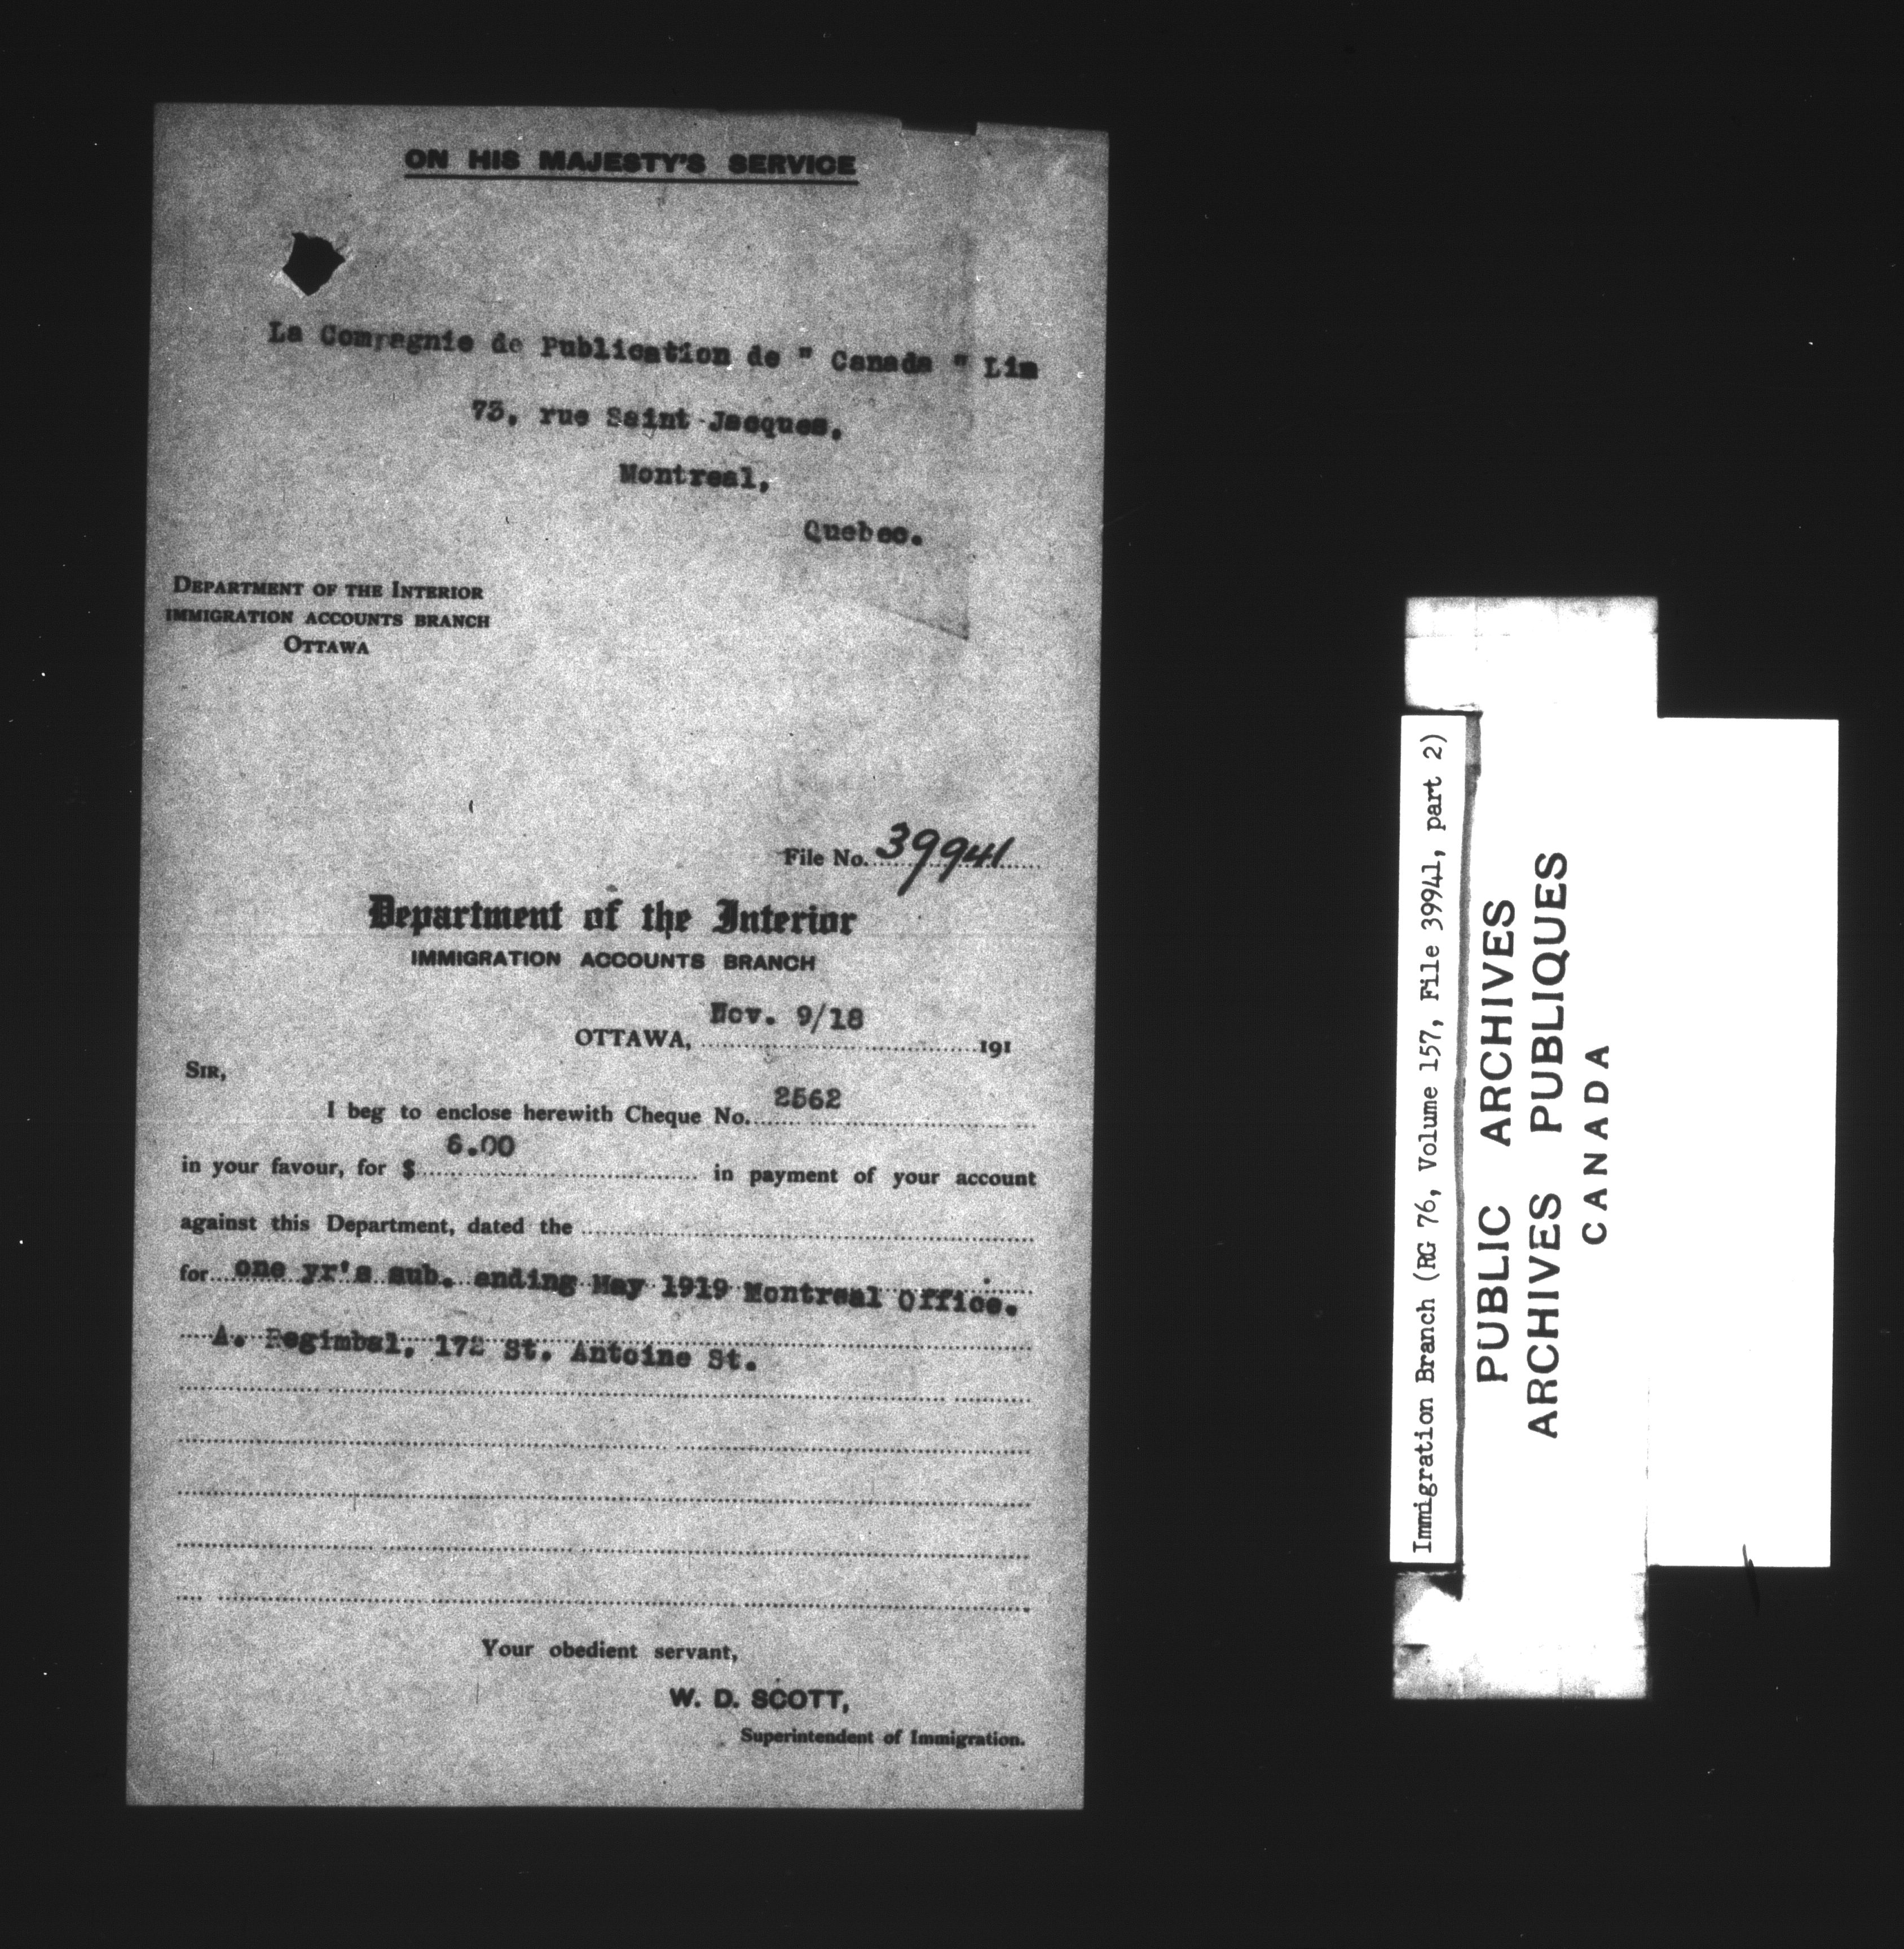 ON HIS MAJESTY'S SERVICE
La Compagnie de Publication de " Canada " Lim
73, rue Saint Jacques,
Montreal,
Quebec.
DEPARTMENT OF THE INTERIOR
IMMIGRATION ACCOUNTS BRANCH
OTTAWA
File No. 39941
Department of the Interior
IMMIGRATION ACCOUNTS BRANCH
Nov. 9/18
OTTAWA, 191
SIR,
I beg to enclose herewith Cheque No. 2562
in your favour, for $ 6.00 in payment of your account
against this Department, dated the
for one yr's sub. ending May 1919 Montreal Office.
A. Regimbal, 172 St. Antoine St.
Your obedient servant,
W. D. SCOTT,
Superintendent of Immigration.
Immigration Branch (RG 76, Volume 157, File 39941, part 2)
PUBLIC ARCHIVES
ARCHIVES PUBLIQUES
CANADA